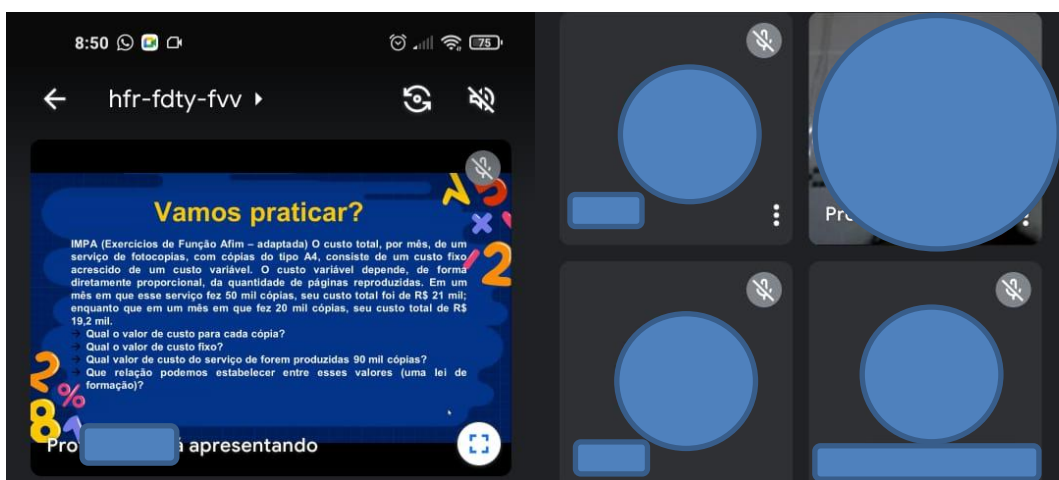 8:50
75
hfr-fdty-fvv
Vamos praticar?
IMPA (Exercícios de Função Afim – adaptada) O custo total, por mês, de um
serviço de fotocopias, com cópias do tipo A4, consiste de um custo fixo
acrescido de um custo variável. O custo variável depende, de forma
diretamente proporcional, da quantidade de páginas reproduzidas. Em um
mês em que esse serviço fez 50 mil cópias, seu custo total foi de R$ 21 mil;
enquanto que em um mês em que fez 20 mil cópias, seu custo total de R$
19,2 mil.
→ Qual o valor de custo para cada cópia?
→ Qual o valor de custo fixo?
→ Qual valor de custo do serviço de forem produzidas 90 mil cópias?
→ Que relação podemos estabelecer entre esses valores (uma lei de
formação)?
apresentando